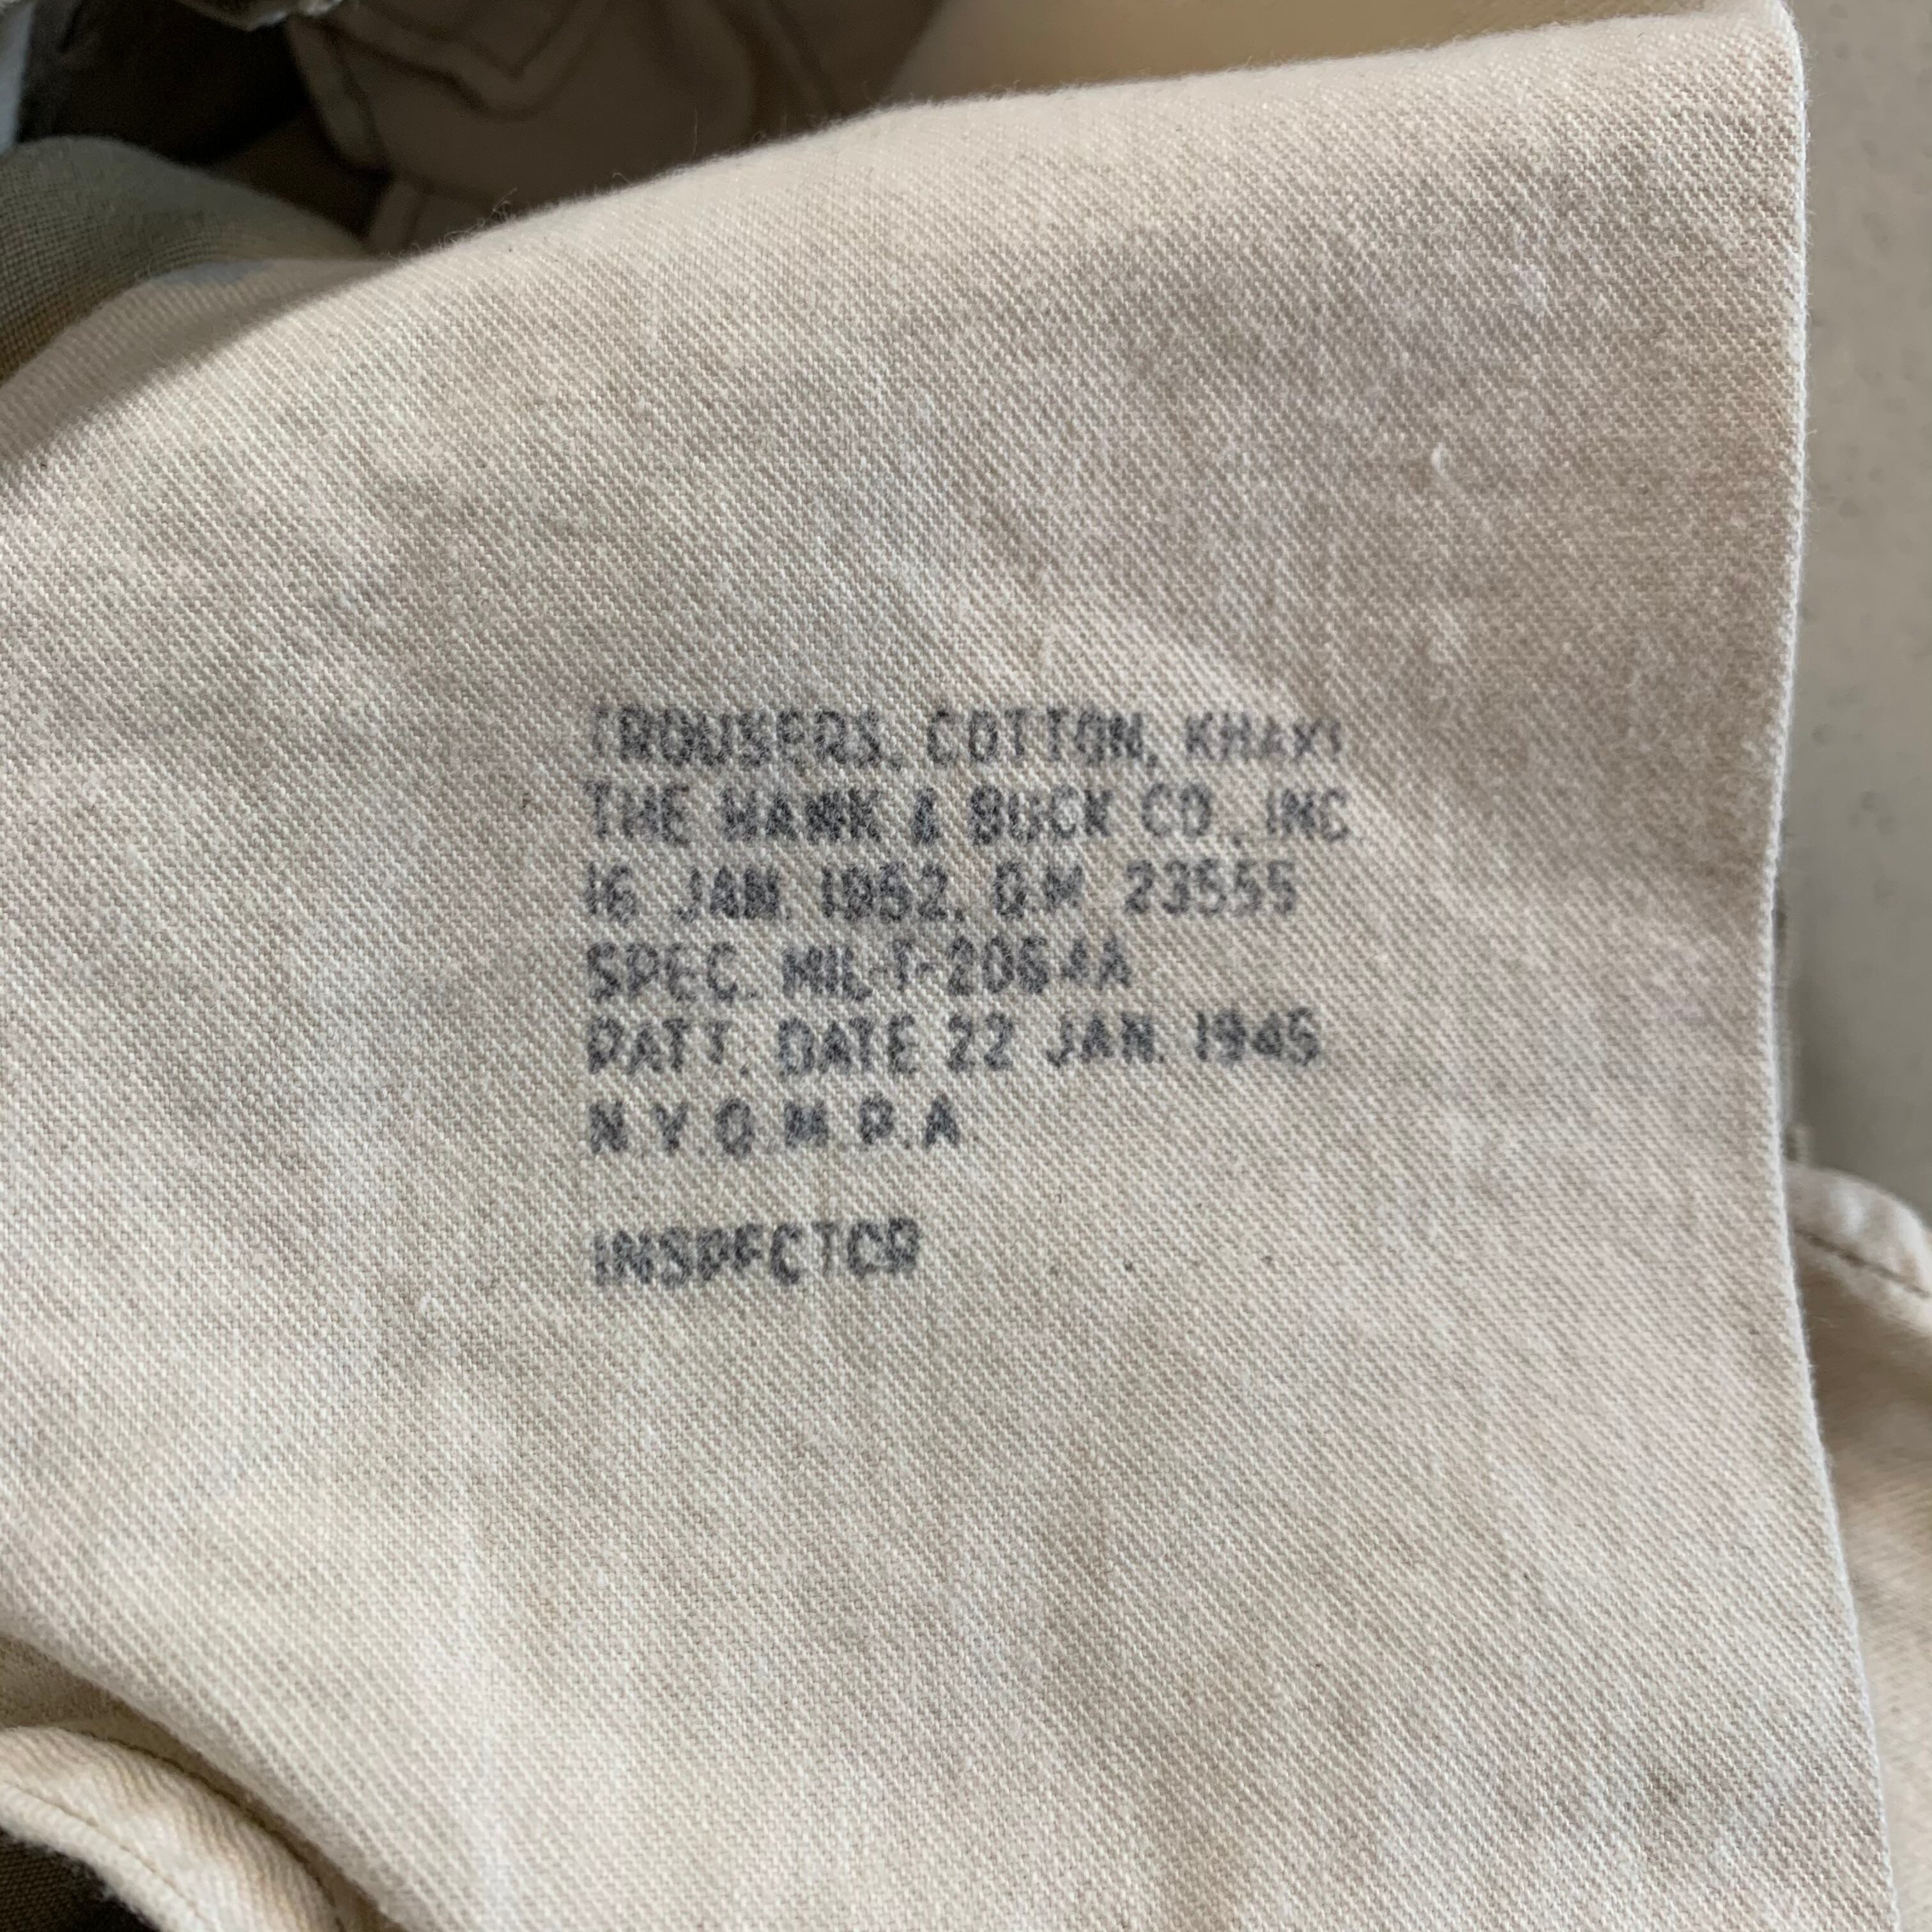 TROUSERS, COTTON, KHAKI
THE HAWK & BUCK CO., INC.
16 JAN. 1952, Q.M. 23555
SPEC. MIL-T-2054A
PATT. DATE 22 JAN. 1945
N.Y.Q.M.P.A
INSPECTOR